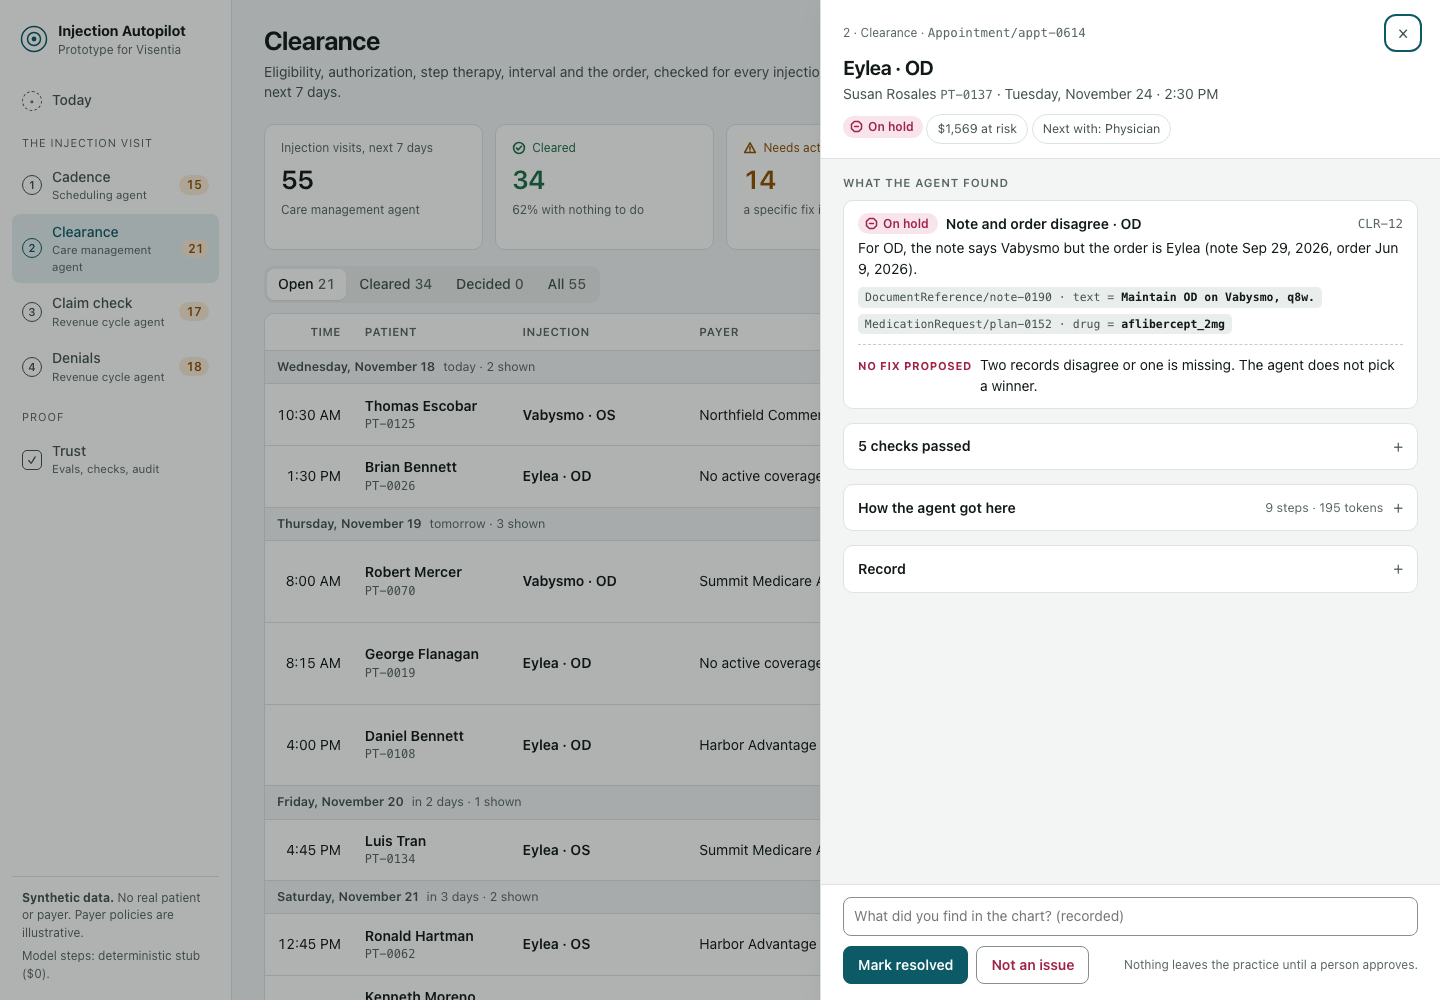 Injection Autopilot
Prototype for Visentia
Today
THE INJECTION VISIT
1 Cadence
Scheduling agent
15
2 Clearance
Care management
agent
21
3 Claim check
Revenue cycle agent
17
4 Denials
Revenue cycle agent
18
PROOF
Trust
Evals, checks, audit
Synthetic data. No real patient
or payer. Payer policies are
illustrative.
Model steps: deterministic stub
($0).
Clearance
Eligibility, authorization, step therapy, interval and the order, checked for every injectio
next 7 days.
Injection visits, next 7 days
55
Care management agent
Cleared
34
62% with nothing to do
Needs act
14
a specific fix i
Open 21 Cleared 34 Decided 0 All 55
TIME PATIENT INJECTION PAYER
Wednesday, November 18 today · 2 shown
10:30 AM Thomas Escobar Vabysmo · OS Northfield Commer
PT-0125
1:30 PM Brian Bennett Eylea · OD No active coverage
PT-0026
Thursday, November 19 tomorrow · 3 shown
8:00 AM Robert Mercer Vabysmo · OD Summit Medicare A
PT-0070
8:15 AM George Flanagan Eylea · OD No active coverage
PT-0019
4:00 PM Daniel Bennett Eylea · OD Harbor Advantage
PT-0108
Friday, November 20 in 2 days · 1 shown
4:45 PM Luis Tran Eylea · OS Summit Medicare A
PT-0134
Saturday, November 21 in 3 days · 2 shown
12:45 PM Ronald Hartman Eylea · OS Harbor Advantage
PT-0062
Kenneth Moreno
2 · Clearance · Appointment/appt-0614
×
Eylea · OD
Susan Rosales PT-0137 · Tuesday, November 24 · 2:30 PM
On hold $1,569 at risk Next with: Physician
WHAT THE AGENT FOUND
On hold Note and order disagree · OD CLR-12
For OD, the note says Vabysmo but the order is Eylea (note Sep 29, 2026, order Jun
9, 2026).
DocumentReference/note-0190 · text = Maintain OD on Vabysmo, q8w.
MedicationRequest/plan-0152 · drug = aflibercept_2mg
NO FIX PROPOSED Two records disagree or one is missing. The agent does not pick
a winner.
5 checks passed +
How the agent got here 9 steps · 195 tokens +
Record +
What did you find in the chart? (recorded)
Mark resolved Not an issue Nothing leaves the practice until a person approves.